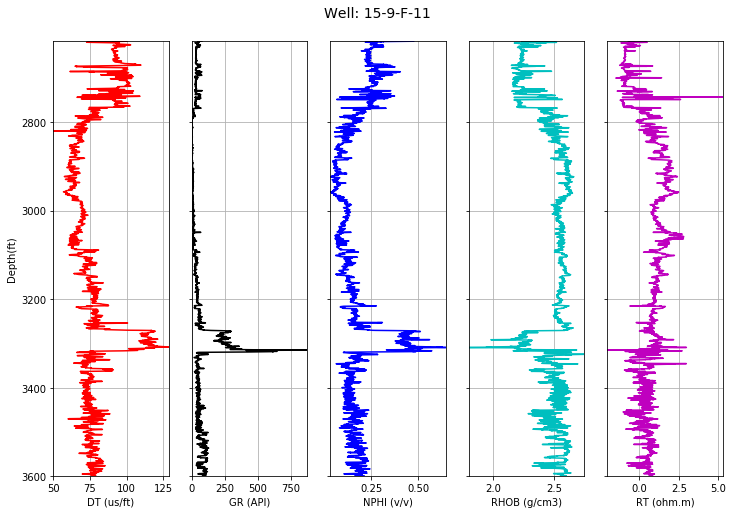 Well: 15-9-F-11
Depth(ft)
2800
3000
3200
3400
3600
50 75 100 125
0 250 500 750
0.25 0.50
2.0 2.5
0.0 2.5 5.0
DT (us/ft) GR (API) NPHI (v/v) RHOB (g/cm3) RT (ohm.m)